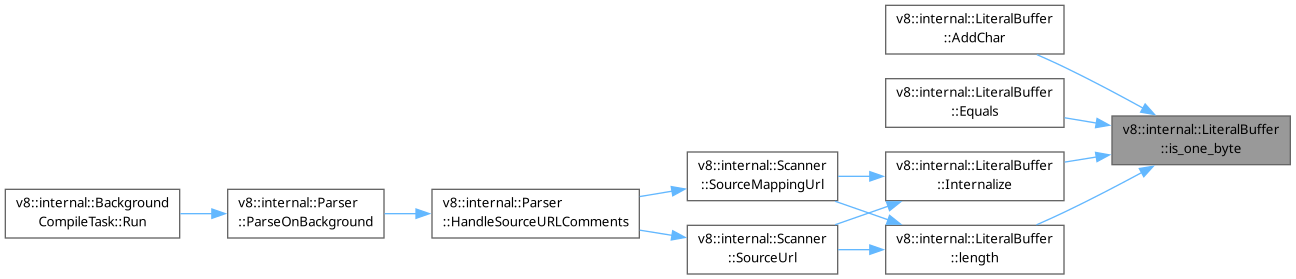 v8::internal::LiteralBuffer
::AddChar
v8::internal::LiteralBuffer
::Equals
v8::internal::LiteralBuffer
::is_one_byte
v8::internal::Scanner
::SourceMappingUrl
v8::internal::LiteralBuffer
::Internalize
v8::internal::Background
CompileTask::Run
v8::internal::Parser
::ParseOnBackground
v8::internal::Parser
::HandleSourceURLComments
v8::internal::Scanner
::SourceUrl
v8::internal::LiteralBuffer
::length